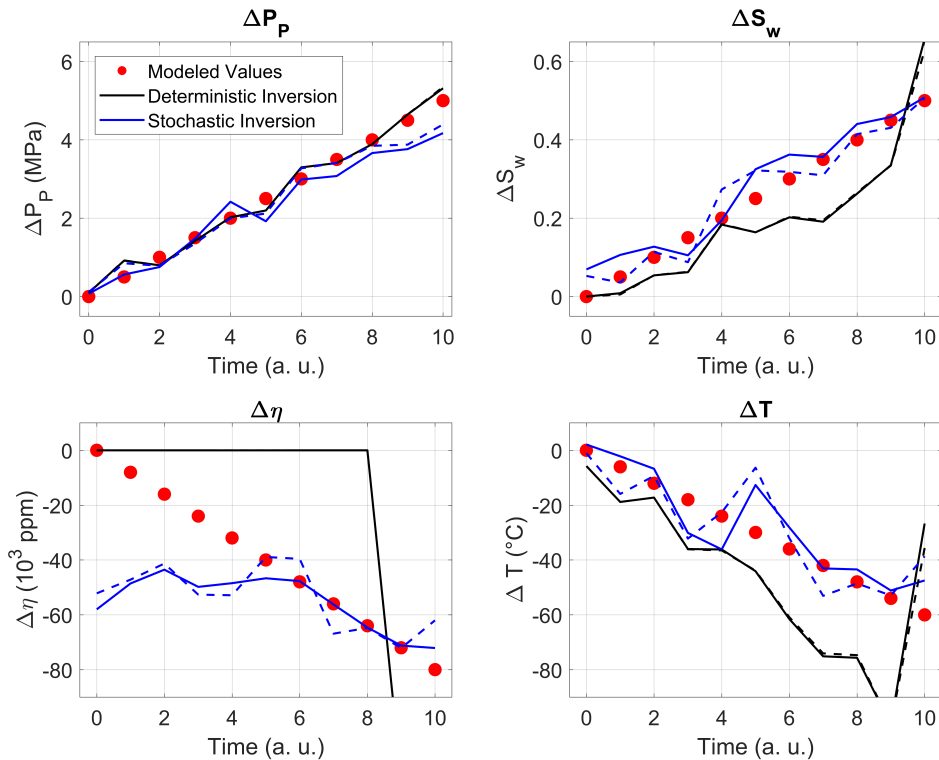 ΔP_P
6
4
2
0
ΔP_P (MPa)
Modeled Values
Deterministic Inversion
Stochastic Inversion
0 2 4 6 8 10
Time (a. u.)
ΔS_w
0.6
0.4
0.2
0
ΔS_w
0 2 4 6 8 10
Time (a. u.)
Δη
0
-20
-40
-60
-80
Δη (10³ ppm)
0 2 4 6 8 10
Time (a. u.)
ΔT
0
-20
-40
-60
-80
Δ T (°C)
0 2 4 6 8 10
Time (a. u.)